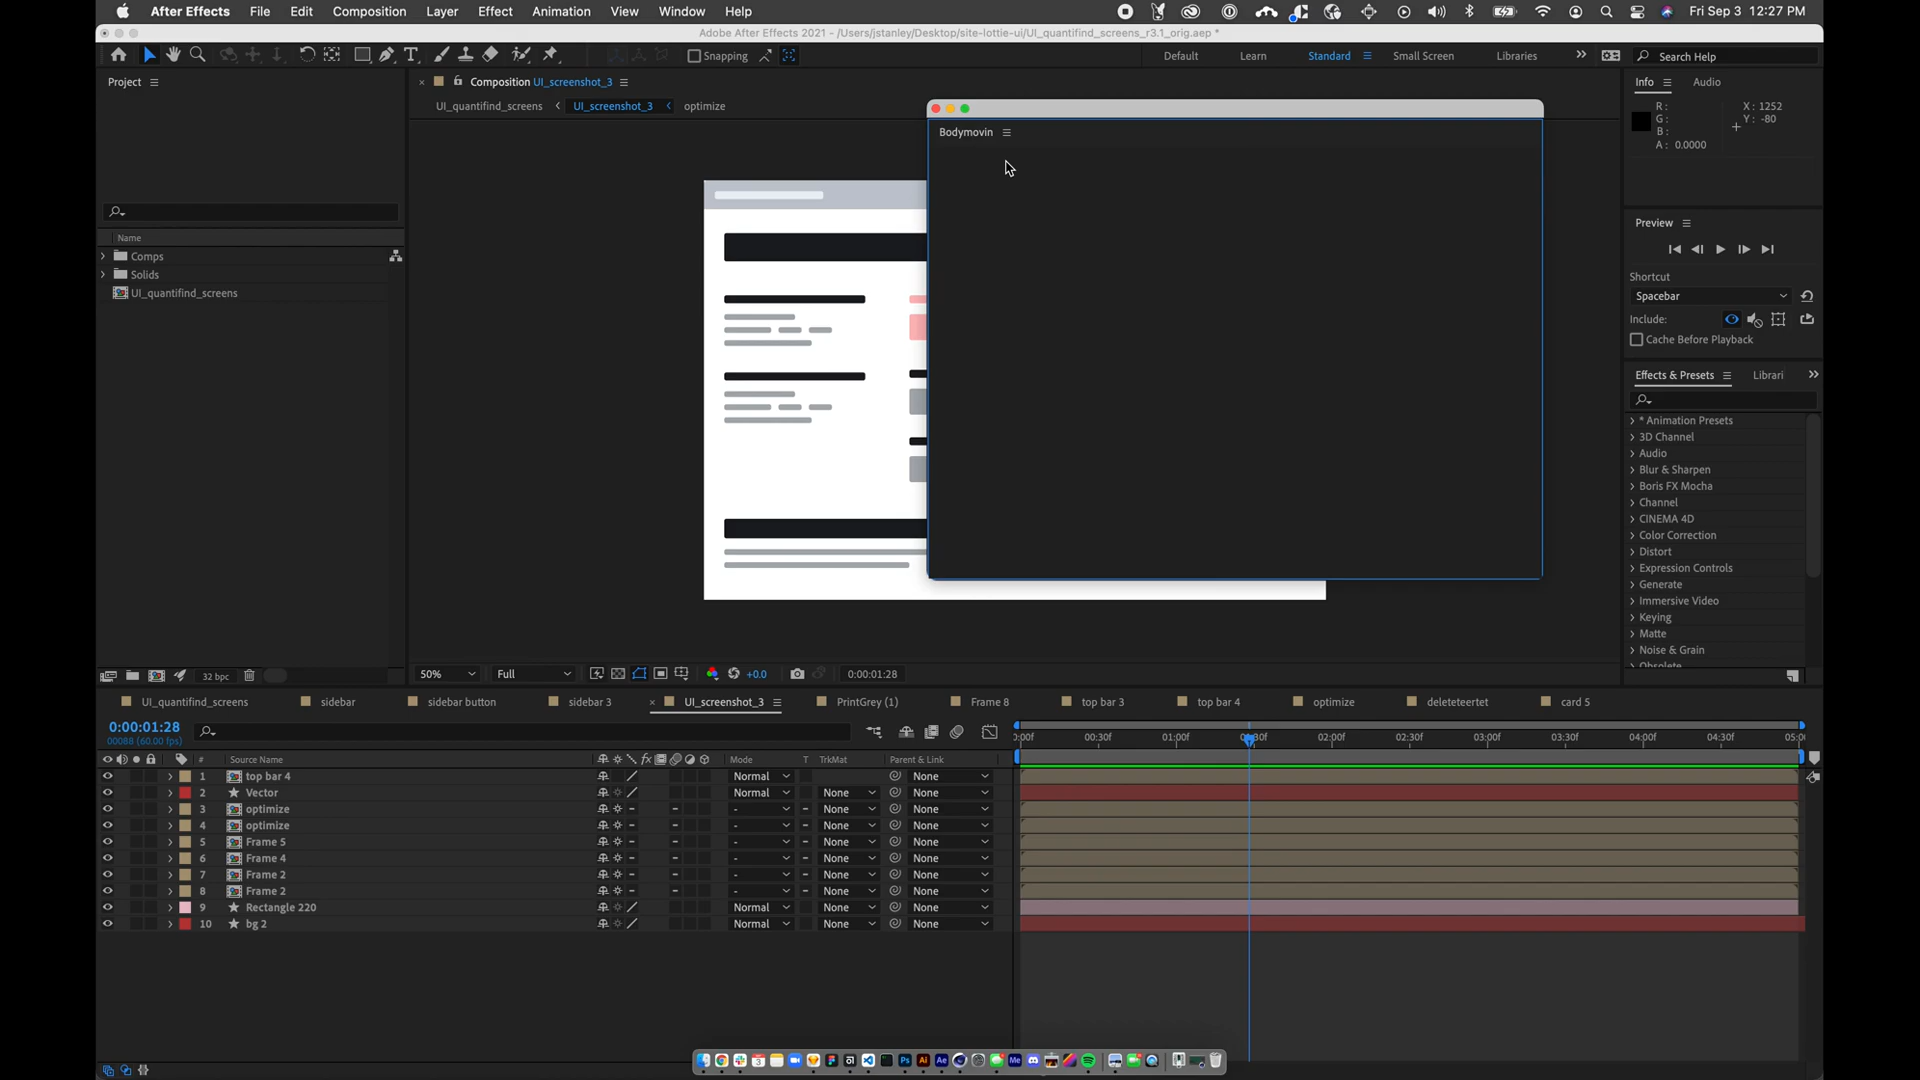 After Effects File Edit Composition Layer Effect Animation View Window Help Fri Sep 3 12:27 PM
Adobe After Effects 2021 - /Users/jstanley/Desktop/site-lottie-ui/UI_quantifind_screens_r3.1_orig.aep *
Snapping Default Learn Standard Small Screen Libraries Search Help
Project
Composition UI_screenshot_3
Info Audio
UI_quantifind_screens UI_screenshot_3 optimize
R :
G :
B :
A : 0.0000
X : 1252
Y : -80
Bodymovin
Preview
Shortcut
Spacebar
Include:
Cache Before Playback
Name
Comps
Solids
UI_quantifind_screens
Effects & Presets Librari
* Animation Presets
3D Channel
Audio
Blur & Sharpen
Boris FX Mocha
Channel
CINEMA 4D
Color Correction
Distort
Expression Controls
Generate
Immersive Video
Keying
Matte
Noise & Grain
Obsolete
32 bpc
50% Full +0.0 0:00:01:28
UI_quantifind_screens sidebar sidebar button sidebar 3 UI_screenshot_3 PrintGrey (1) Frame 8 top bar 3 top bar 4 optimize deleteteertet card 5
0:00:01:28
00088 (60.00 fps)
:00f 00:30f 01:00f 02:00f 02:30f 03:00f 03:30f 04:00f 04:30f 05:00
# Source Name Mode T TrkMat Parent & Link
1 top bar 4 Normal None
2 Vector Normal None None
3 optimize - None None
4 optimize - None None
5 Frame 5 - None None
6 Frame 4 - None None
7 Frame 2 - None None
8 Frame 2 - None None
9 Rectangle 220 Normal None None
10 bg 2 Normal None None